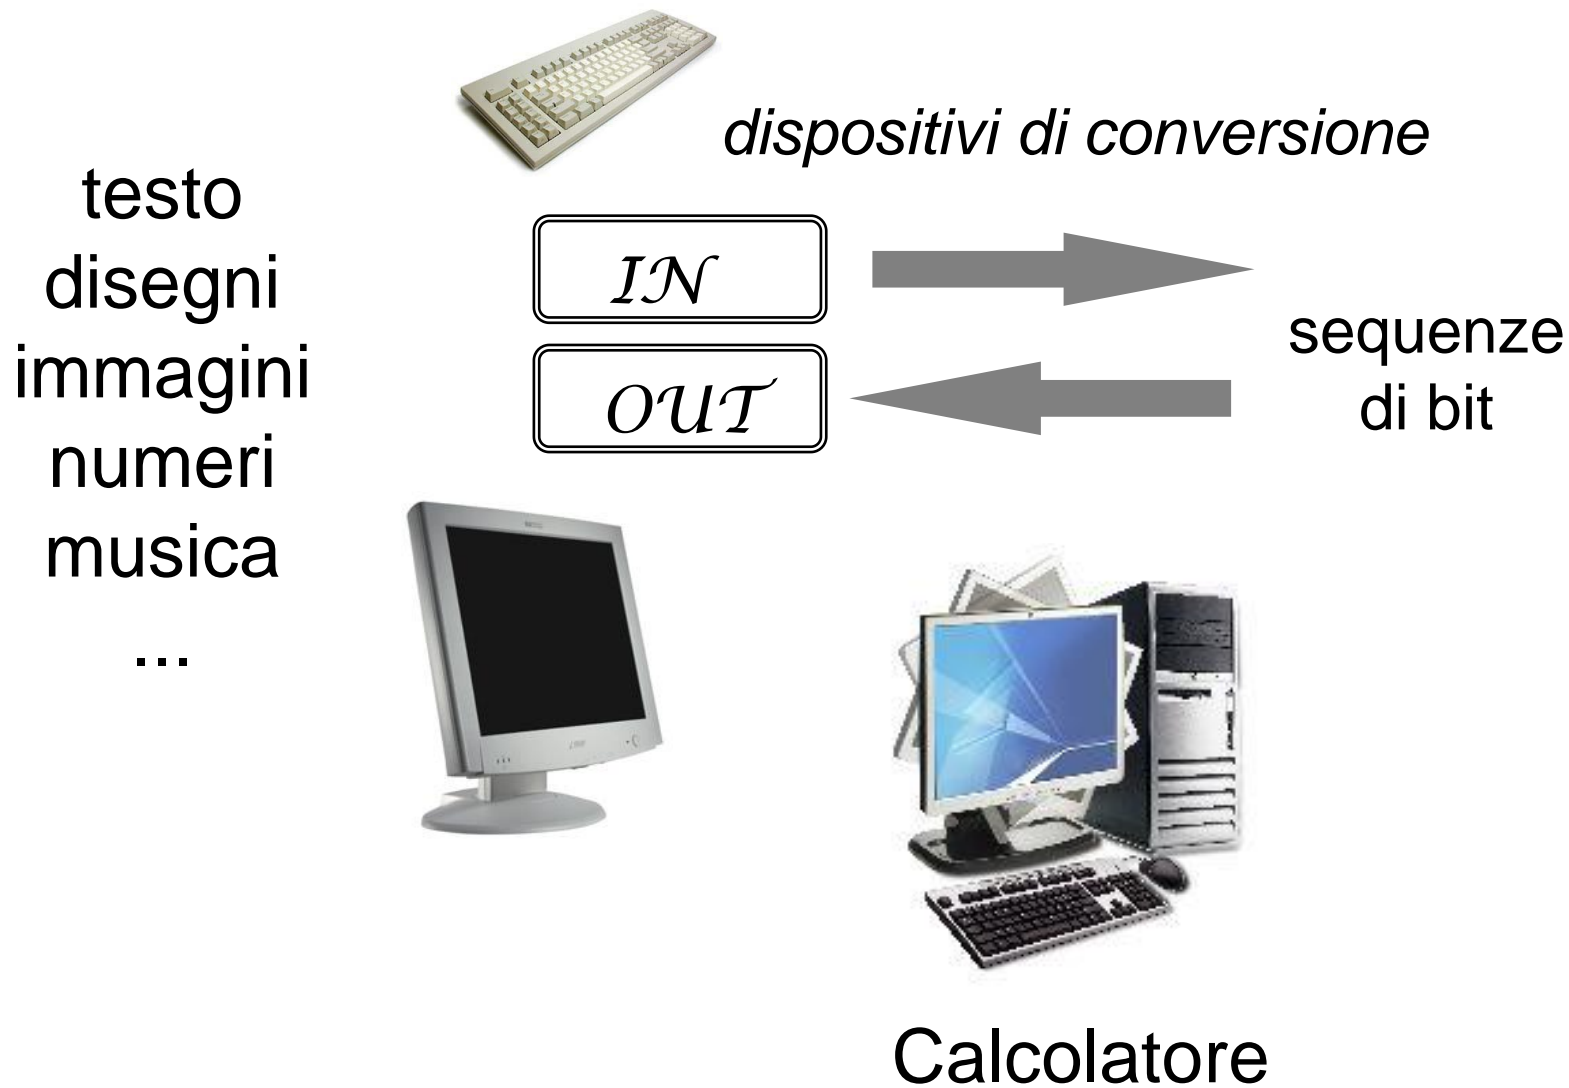 dispositivi di conversione
testo
disegni
immagini
numeri
musica
...
IN
OUT
sequenze
di bit
Calcolatore